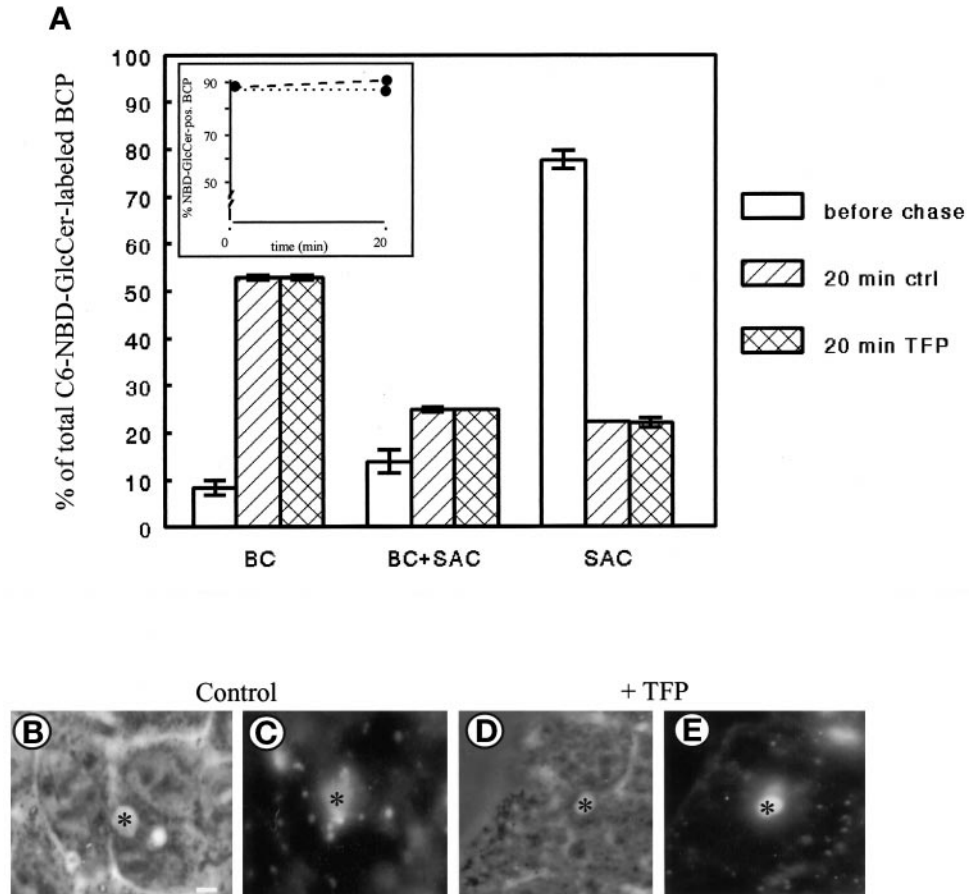 A
% of total C6-NBD-GlcCer-labeled BCP
100
90
80
70
60
50
40
30
20
10
0
% NBD-GlcCer-pos. BCP
90
70
50
0
20
time (min)
before chase
20 min ctrl
20 min TFP
BC
BC+SAC
SAC
Control
+ TFP
B
*
C
*
D
*
E
*